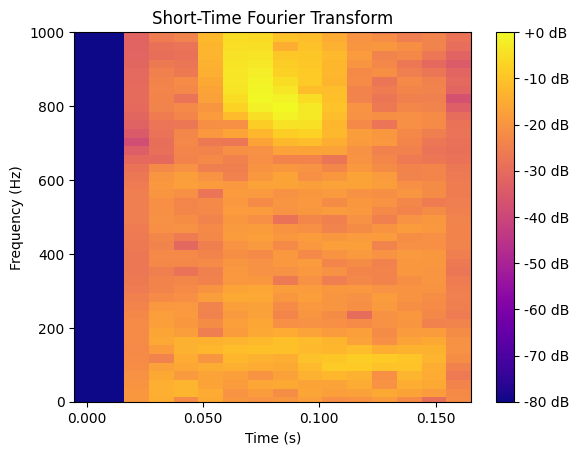 Short-Time Fourier Transform
1000
800
600
400
200
0
Frequency (Hz)
0.000
0.050
0.100
0.150
Time (s)
+0 dB
-10 dB
-20 dB
-30 dB
-40 dB
-50 dB
-60 dB
-70 dB
-80 dB